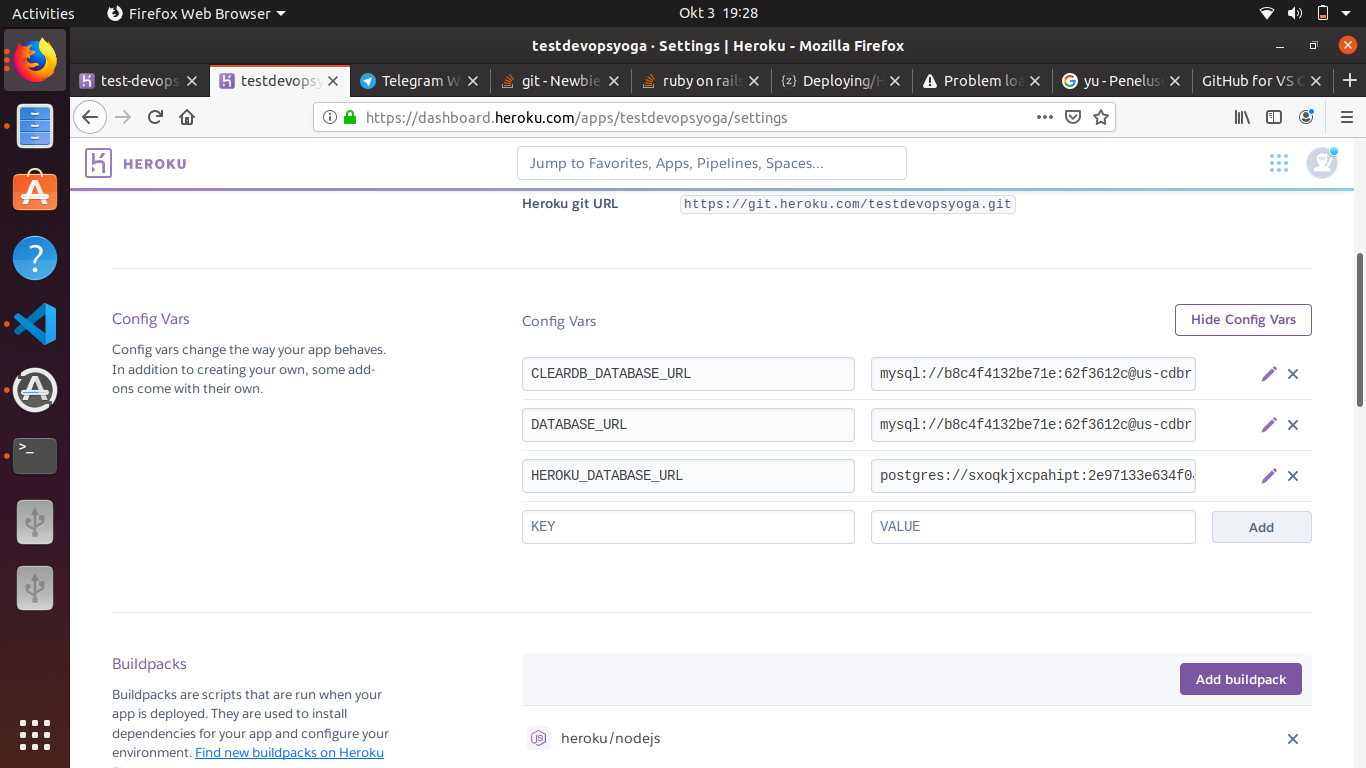 Activities Firefox Web Browser Okt 3 19:28
testdevopsyoga · Settings | Heroku - Mozilla Firefox
test-devops testdevopsy Telegram W git - Newbie ruby on rails Deploying/H Problem loa yu - Penelus GitHub for VS C
https://dashboard.heroku.com/apps/testdevopsyoga/settings
HEROKU Jump to Favorites, Apps, Pipelines, Spaces...
Heroku git URL https://git.heroku.com/testdevopsyoga.git
Config Vars
Config vars change the way your app behaves.
In addition to creating your own, some add-
ons come with their own.
Config Vars Hide Config Vars
CLEARDB_DATABASE_URL mysql://b8c4f4132be71e:62f3612c@us-cdbr
DATABASE_URL mysql://b8c4f4132be71e:62f3612c@us-cdbr
HEROKU_DATABASE_URL postgres://sxoqkjxcpahipt:2e97133e634f04
KEY VALUE Add
Buildpacks
Buildpacks are scripts that are run when your
app is deployed. They are used to install
dependencies for your app and configure your
environment. Find new buildpacks on Heroku
Add buildpack
heroku/nodejs